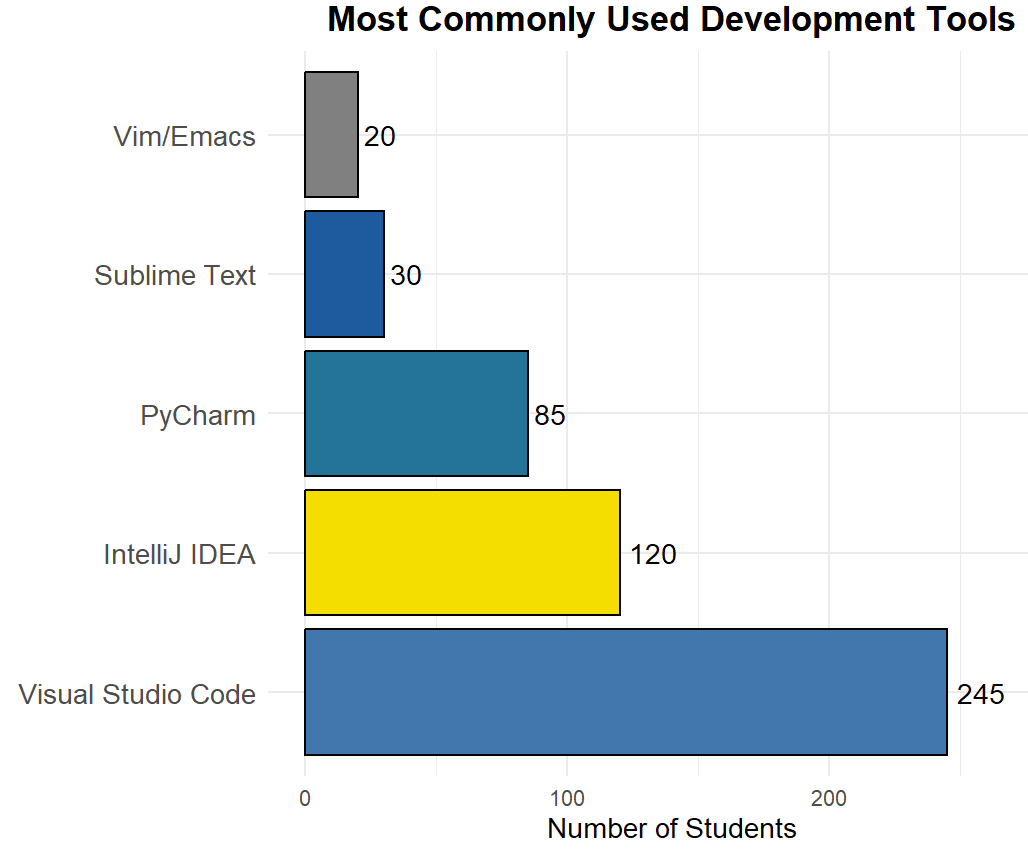 Most Commonly Used Development Tools
Vim/Emacs
20
Sublime Text
30
PyCharm
85
IntelliJ IDEA
120
Visual Studio Code
245
0
100
200
Number of Students